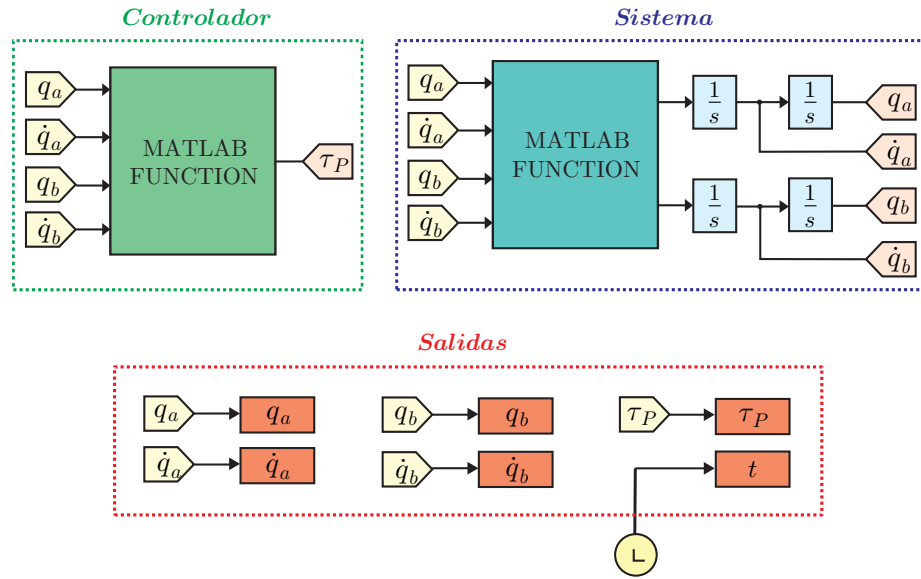 Controlador
q_a
q̇_a
q_b
q̇_b
MATLAB
FUNCTION
τ_P
Sistema
q_a
q̇_a
q_b
q̇_b
MATLAB
FUNCTION
1/s
1/s
q_a
q̇_a
1/s
1/s
q_b
q̇_b
Salidas
q_a q_a q_b q_b τ_P τ_P
q̇_a q̇_a q̇_b q̇_b t